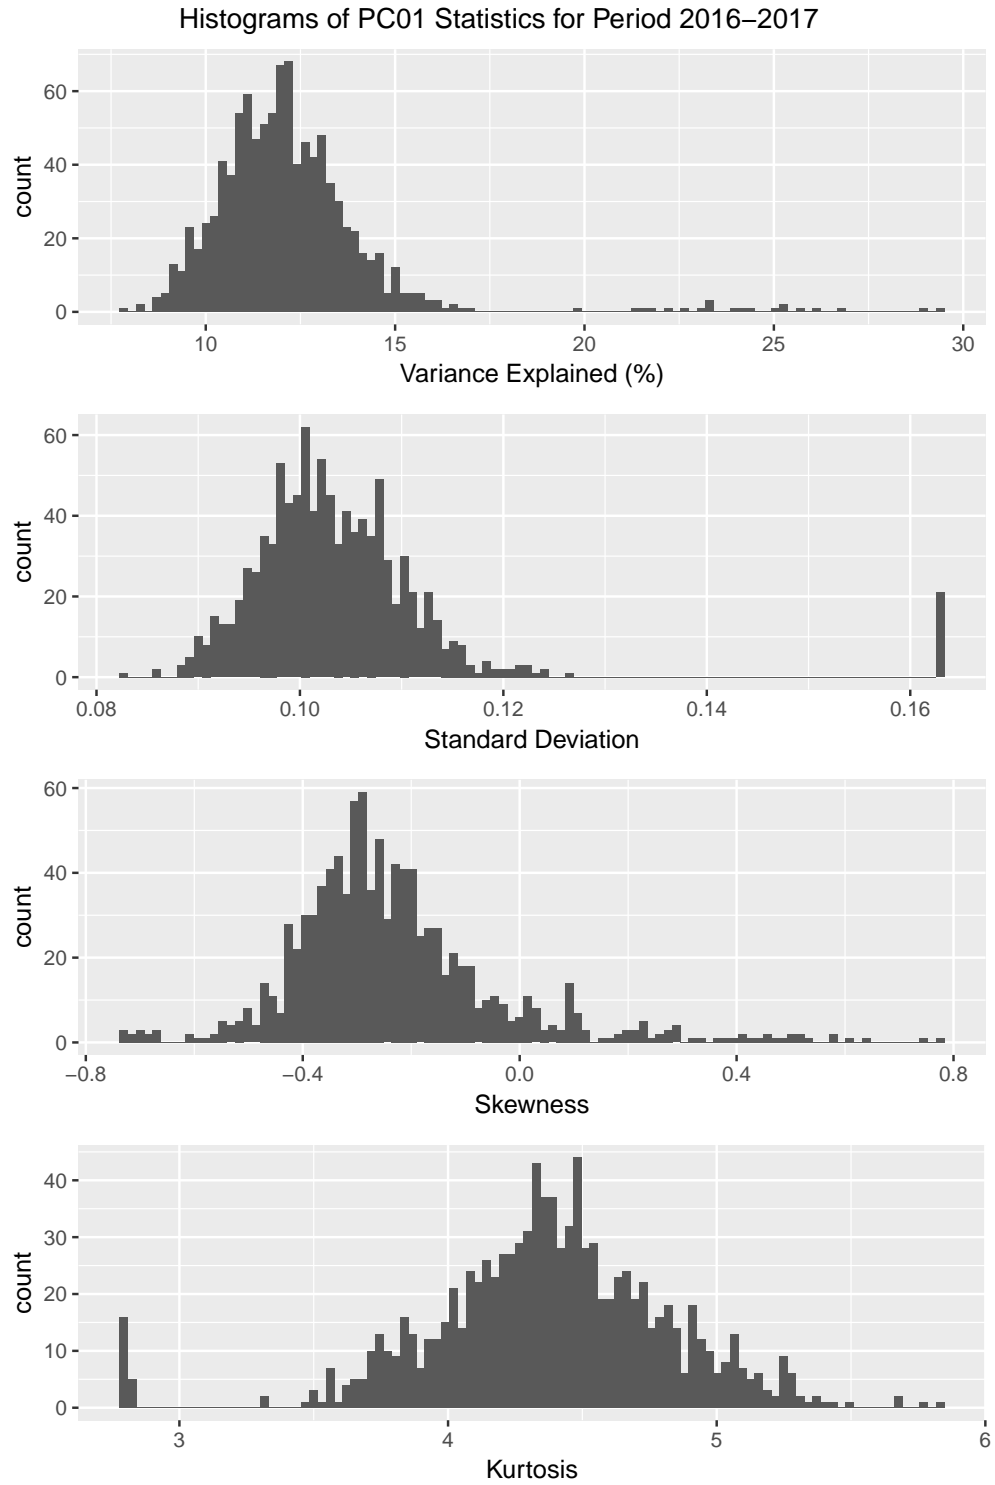 Histograms of PC01 Statistics for Period 2016–2017
count
60
40
20
0
10 15 20 25 30
Variance Explained (%)
count
60
40
20
0
0.08 0.10 0.12 0.14 0.16
Standard Deviation
count
60
40
20
0
−0.8 −0.4 0.0 0.4 0.8
Skewness
count
40
30
20
10
0
3 4 5 6
Kurtosis